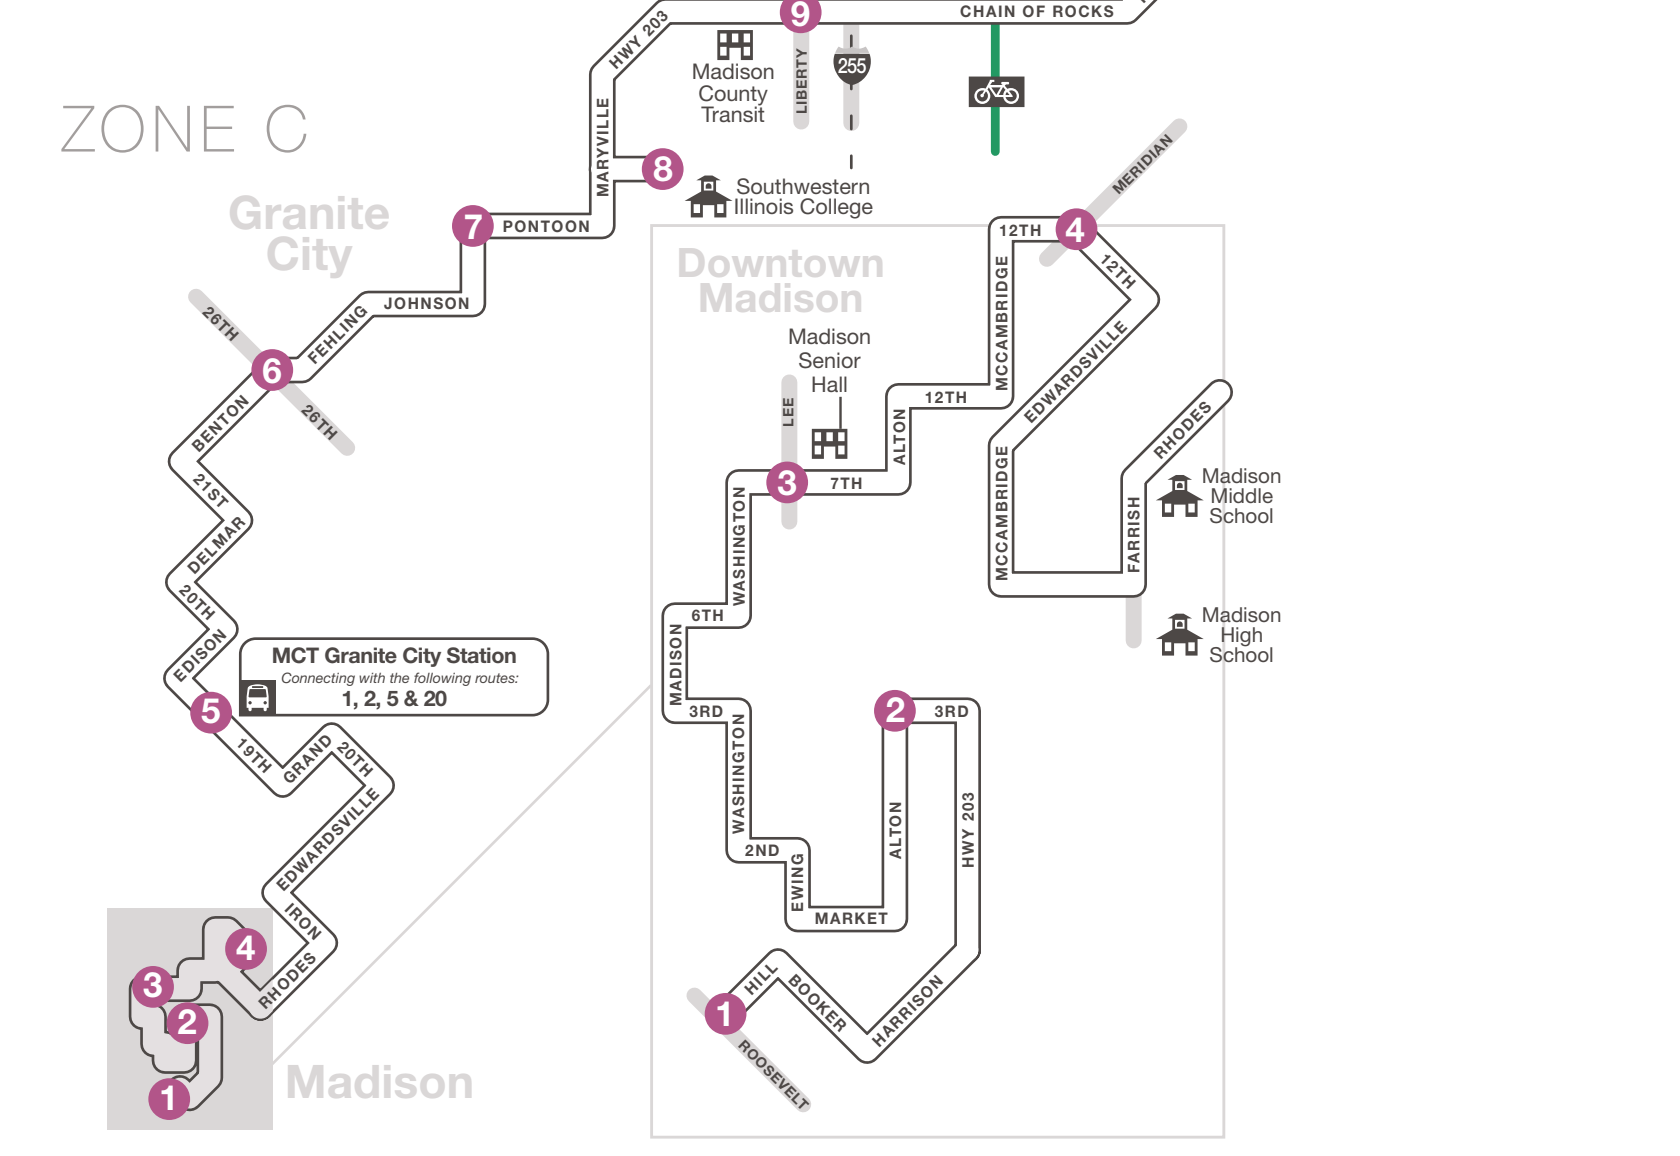 9
CHAIN OF ROCKS
HWY 203
Madison
County
Transit
LIBERTY
255
ZONE C
MARYVILLE
8
MERIDIAN
Southwestern
Illinois College
Granite
City
7
PONTOON
12TH
4
12TH
Downtown
Madison
MCCAMBRIDGE
JOHNSON
26TH
FEHLING
Madison
Senior
Hall
6
EDWARDSVILLE
LEE
12TH
BENTON
26TH
ALTON
RHODES
21ST
3
7TH
MCCAMBRIDGE
Madison
Middle
School
DELMAR
WASHINGTON
FARRISH
20TH
6TH
Madison
High
School
EDISON
MADISON
MCT Granite City Station
Connecting with the following routes:
1, 2, 5 & 20
5
3RD
2
3RD
19TH
GRAND
20TH
WASHINGTON
EDWARDSVILLE
ALTON
HWY 203
2ND
EWING
IRON
MARKET
4
3
RHODES
HILL
BOOKER
HARRISON
2
1
ROOSEVELT
1
Madison